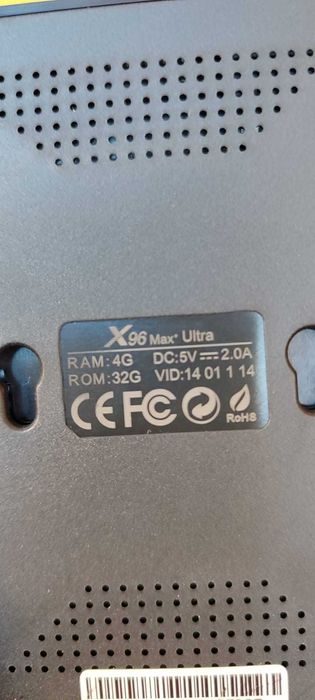 X96 Max+ Ultra
RAM:4G DC:5V 2.0A
ROM:32G VID:14 01 1 14
CE FC RoHS